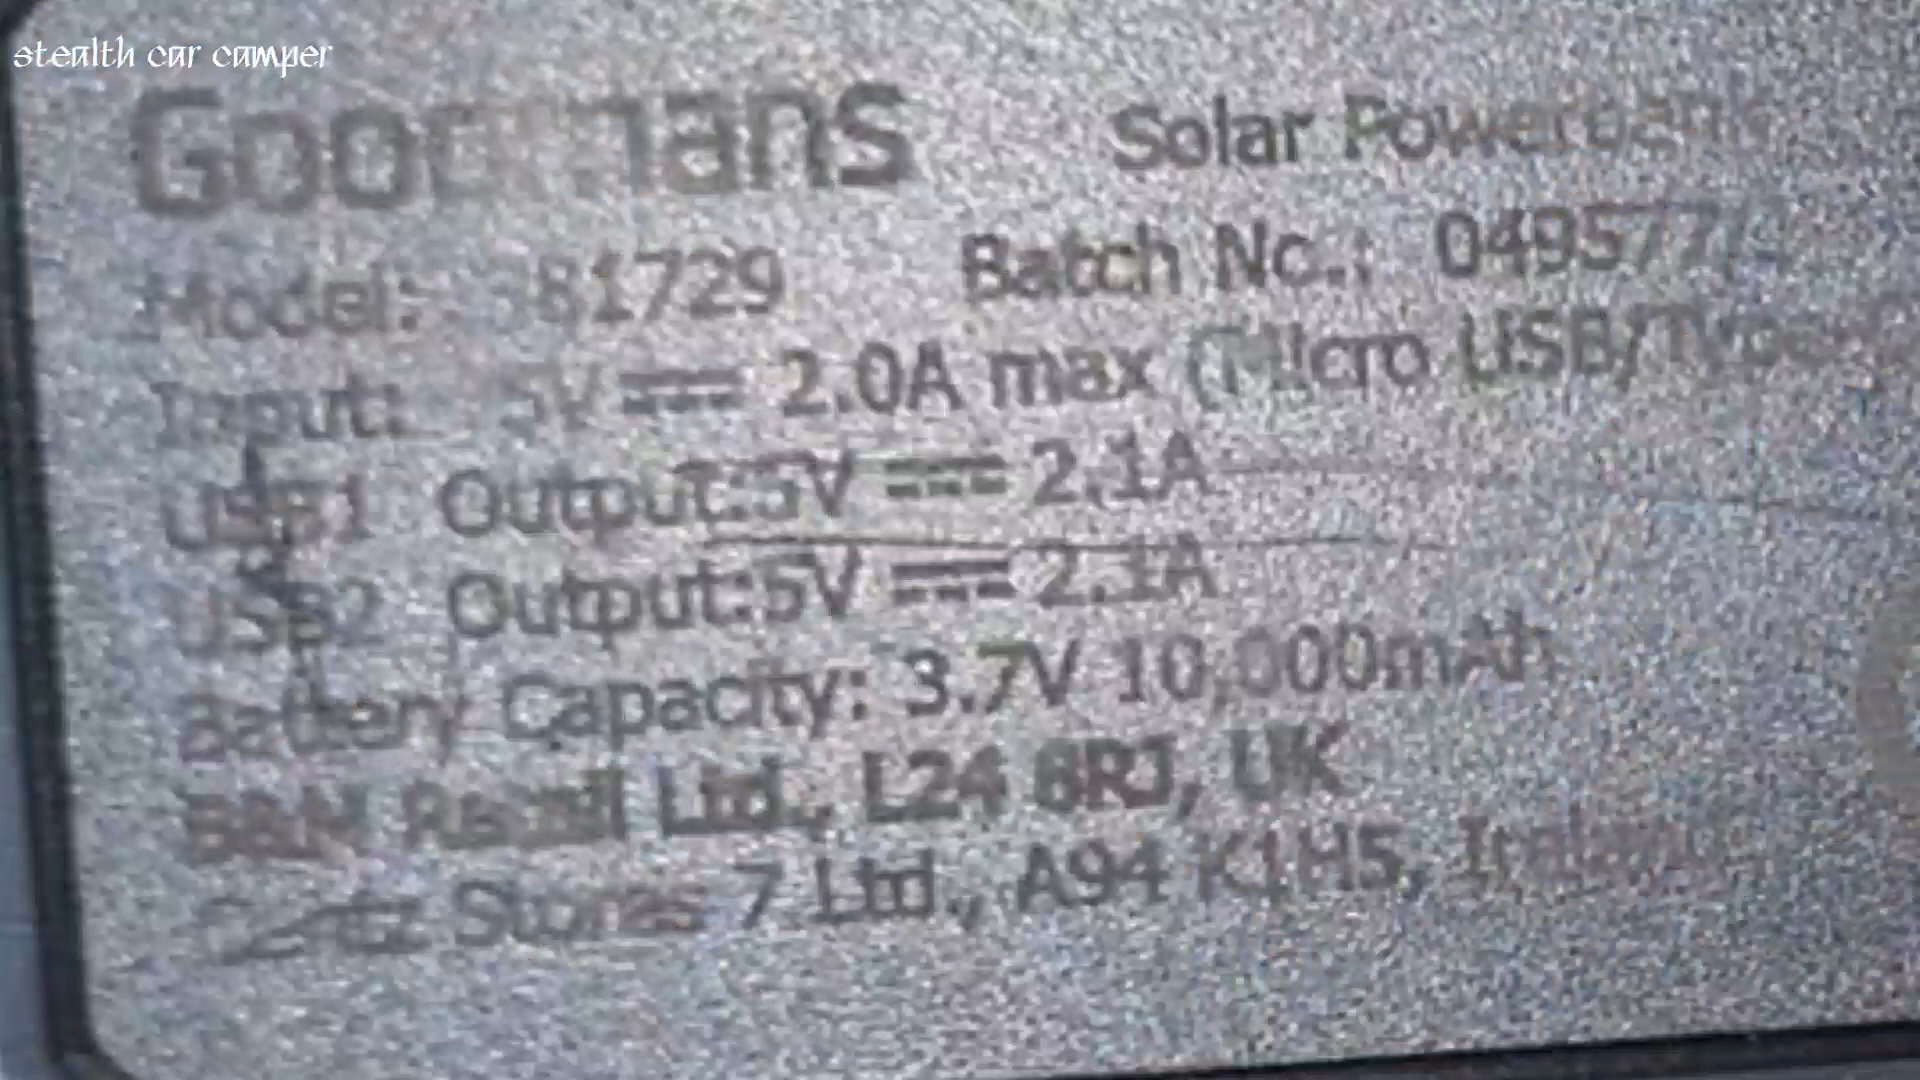 stealth car camper
Goodmans Solar Powerbank
Model: 381729 Batch No.: 049577/
Input: 5V ⎓ 2.0A max (Micro USB/Type
USB1 Output:5V ⎓ 2.1A
USB2 Output:5V ⎓ 2.1A
Battery Capacity: 3.7V 10,000mAh
B&M Retail Ltd., L24 8RJ, UK
Stores 7 Ltd., A94 K1H5, Ireland